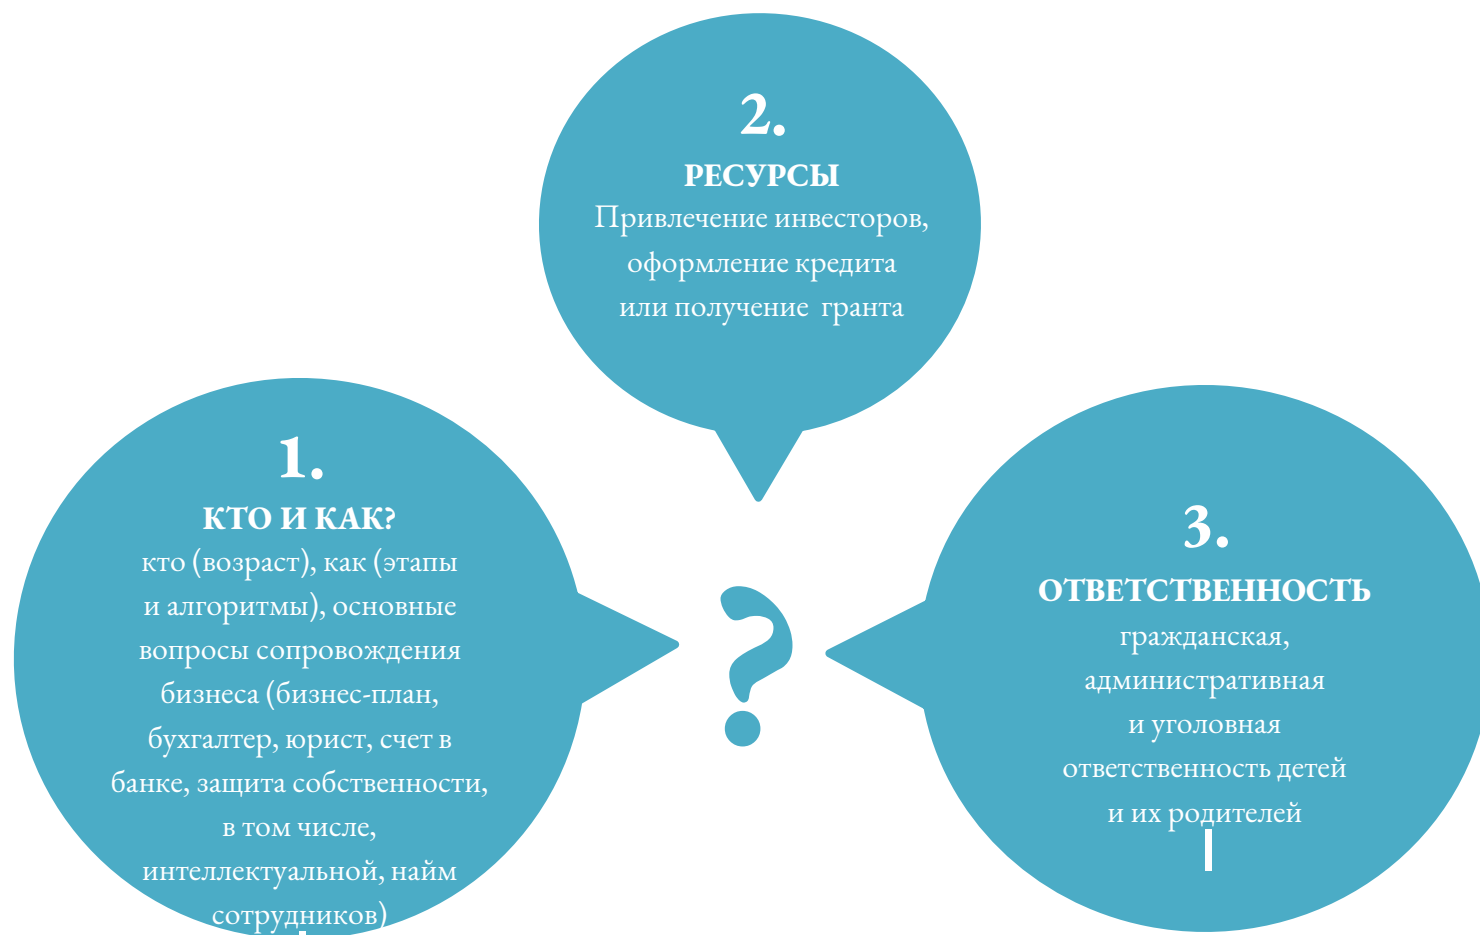 1.
КТО И КАК?
кто (возраст), как (этапы
и алгоритмы), основные
вопросы сопровождения
бизнеса (бизнес-план,
бухгалтер, юрист, счет в
банке, защита собственности,
в том числе,
интеллектуальной, найм
сотрудников)
2.
РЕСУРСЫ
Привлечение инвесторов,
оформление кредита
или получение гранта
3.
ОТВЕТСТВЕННОСТЬ
гражданская,
административная
и уголовная
ответственность детей
и их родителей
?